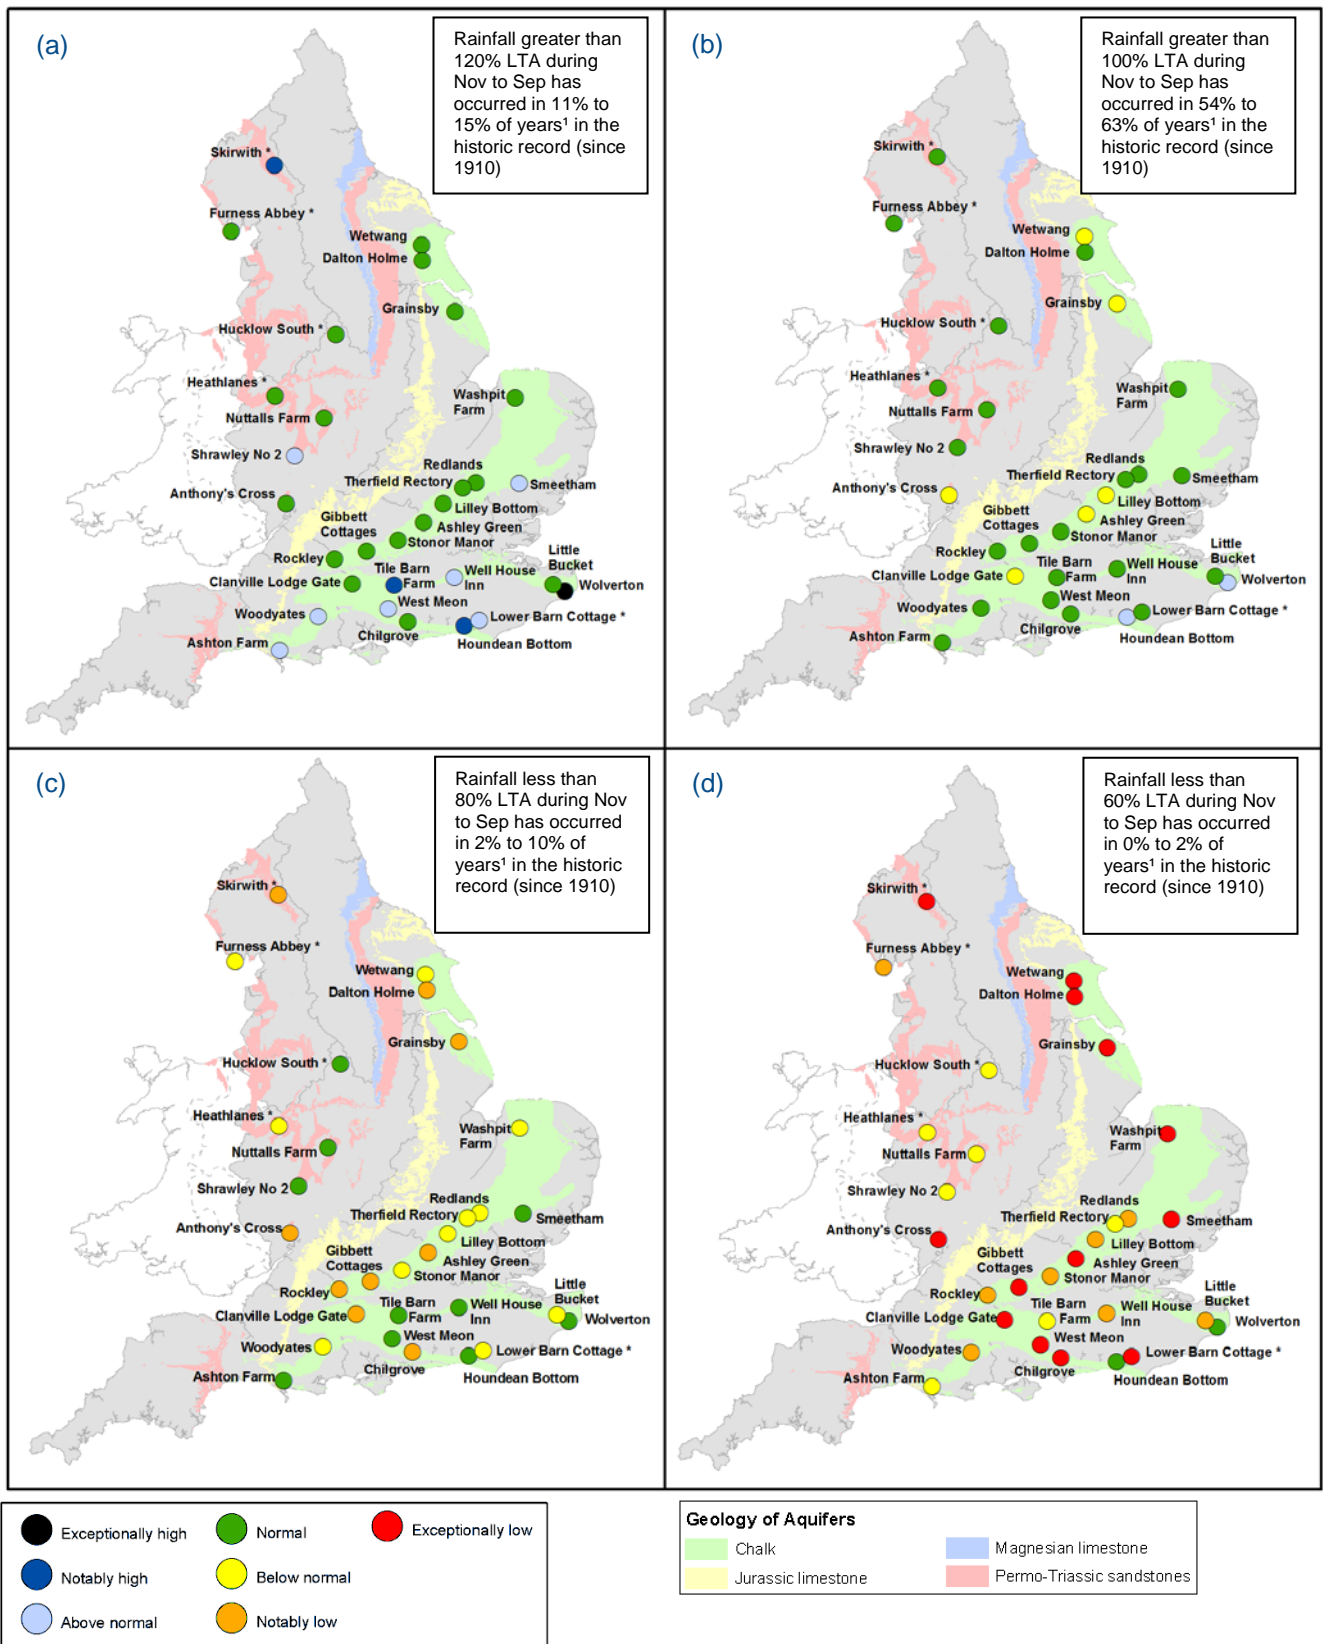 (a)
Rainfall greater than
120% LTA during
Nov to Sep has
occurred in 11% to
15% of years¹ in the
historic record (since
1910)
Skirwith *
Furness Abbey *
Wetwang
Dalton Holme
Grainsby
Hucklow South *
Heathlanes *
Washpit
Farm
Nuttalls Farm
Shrawley No 2
Redlands
Therfield Rectory
Smeetham
Anthony's Cross
Lilley Bottom
Gibbett
Cottages
Ashley Green
Stonor Manor
Rockley
Little
Bucket
Tile Barn
Farm
Well House
Inn
Clanville Lodge Gate
Wolverton
West Meon
Woodyates
Lower Barn Cottage *
Chilgrove
Ashton Farm
Houndean Bottom
(b)
Rainfall greater than
100% LTA during
Nov to Sep has
occurred in 54% to
63% of years¹ in the
historic record (since
1910)
Skirwith *
Furness Abbey *
Wetwang
Dalton Holme
Grainsby
Hucklow South *
Heathlanes *
Washpit
Farm
Nuttalls Farm
Shrawley No 2
Redlands
Therfield Rectory
Smeetham
Anthony's Cross
Lilley Bottom
Gibbett
Cottages
Ashley Green
Stonor Manor
Rockley
Little
Bucket
Tile Barn
Farm
Well House
Inn
Clanville Lodge Gate
Wolverton
West Meon
Woodyates
Lower Barn Cottage *
Chilgrove
Ashton Farm
Houndean Bottom
(c)
Rainfall less than
80% LTA during Nov
to Sep has occurred
in 2% to 10% of
years¹ in the historic
record (since 1910)
Skirwith *
Furness Abbey *
Wetwang
Dalton Holme
Grainsby
Hucklow South *
Heathlanes *
Washpit
Farm
Nuttalls Farm
Shrawley No 2
Redlands
Therfield Rectory
Smeetham
Anthony's Cross
Lilley Bottom
Gibbett
Cottages
Ashley Green
Stonor Manor
Rockley
Little
Bucket
Tile Barn
Farm
Well House
Inn
Clanville Lodge Gate
Wolverton
West Meon
Woodyates
Lower Barn Cottage *
Chilgrove
Ashton Farm
Houndean Bottom
(d)
Rainfall less than
60% LTA during Nov
to Sep has occurred
in 0% to 2% of
years¹ in the historic
record (since 1910)
Skirwith *
Furness Abbey *
Wetwang
Dalton Holme
Grainsby
Hucklow South *
Heathlanes *
Washpit
Farm
Nuttalls Farm
Shrawley No 2
Redlands
Therfield Rectory
Smeetham
Anthony's Cross
Lilley Bottom
Gibbett
Cottages
Ashley Green
Stonor Manor
Rockley
Little
Bucket
Tile Barn
Farm
Well House
Inn
Clanville Lodge Gate
Wolverton
West Meon
Woodyates
Lower Barn Cottage *
Chilgrove
Ashton Farm
Houndean Bottom
Exceptionally high
Normal
Exceptionally low
Notably high
Below normal
Above normal
Notably low
Geology of Aquifers
Chalk
Magnesian limestone
Jurassic limestone
Permo-Triassic sandstones